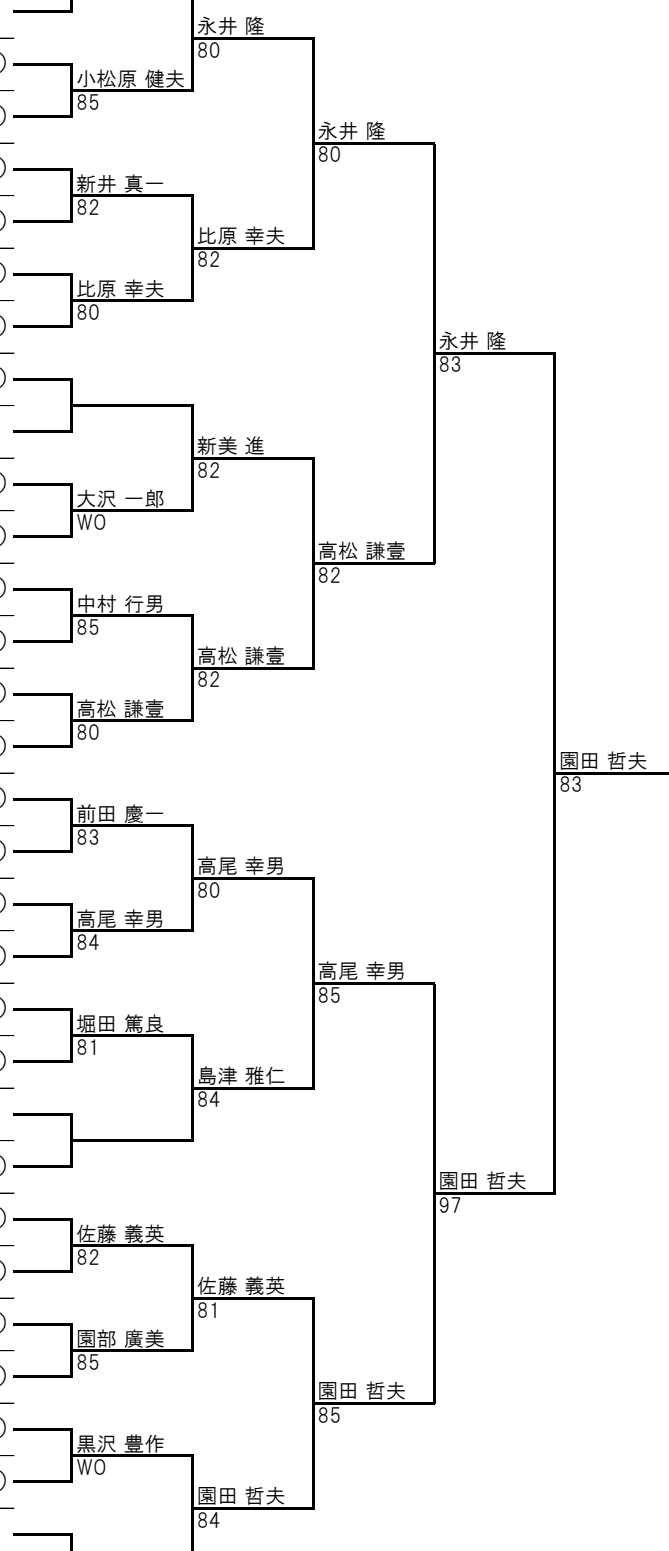 永井 隆
80
小松原 健夫
85
永井 隆
80
新井 真一
82
比原 幸夫
82
比原 幸夫
80
永井 隆
83
新美 進
82
大沢 一郎
WO
高松 謙壹
82
中村 行男
85
高松 謙壹
82
高松 謙壹
80
園田 哲夫
83
前田 慶一
83
高尾 幸男
80
高尾 幸男
84
高尾 幸男
85
堀田 篤良
81
島津 雅仁
84
園田 哲夫
97
佐藤 義英
82
佐藤 義英
81
園部 廣美
85
園田 哲夫
85
黒沢 豊作
WO
園田 哲夫
84